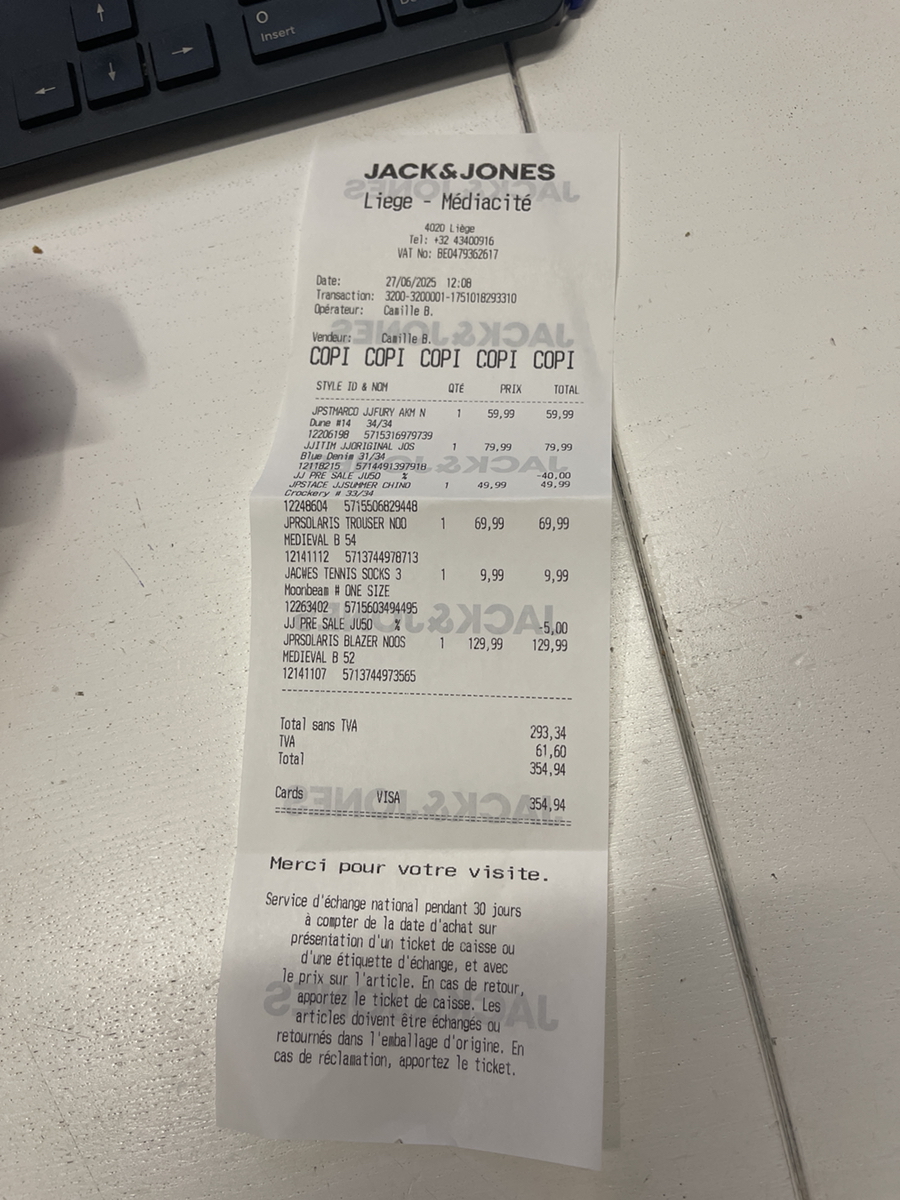 Insert
JACK&JONES
Liege - Médiacité
4020 Liège
Tel: +32 43400916
VAT No: BE0479362617
Date: 27/06/2025 12:08
Transaction: 3200-3200001-1751018293310
Opérateur: Camille B.
Vendeur: Camille B.
COPI COPI COPI COPI COPI
STYLE ID & NOM QTÉ PRIX TOTAL
JPSTMARCO JJFURY AKM N 1 59,99 59,99
Dune #14 34/34
12206198 5715316979739
JJITIM JJORIGINAL JOS 1 79,99 79,99
Blue Denim 31/34
12118215 5714491397918
JJ PRE SALE JU50 % -40,00
JPSTACE JJSUMMER CHINO 1 49,99 49,99
Crockery # 33/34
12248604 5715506829448
JPRSOLARIS TROUSER NOO 1 69,99 69,99
MEDIEVAL B 54
12141112 5713744978713
JACWES TENNIS SOCKS 3 1 9,99 9,99
Moonbeam # ONE SIZE
12263402 5715603494495
JJ PRE SALE JU50 % -5,00
JPRSOLARIS BLAZER NOOS 1 129,99 129,99
MEDIEVAL B 52
12141107 5713744973565
Total sans TVA 293,34
TVA 61,60
Total 354,94
Cards VISA 354,94
Merci pour votre visite.
Service d'échange national pendant 30 jours
à compter de la date d'achat sur
présentation d'un ticket de caisse ou
d'une étiquette d'échange, et avec
le prix sur l'article. En cas de retour,
apportez le ticket de caisse. Les
articles doivent être échangés ou
retournés dans l'emballage d'origine. En
cas de réclamation, apportez le ticket.